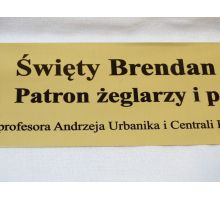 Święty Brendan
Patron żeglarzy i
profesora Andrzeja Urbanika i Centrali